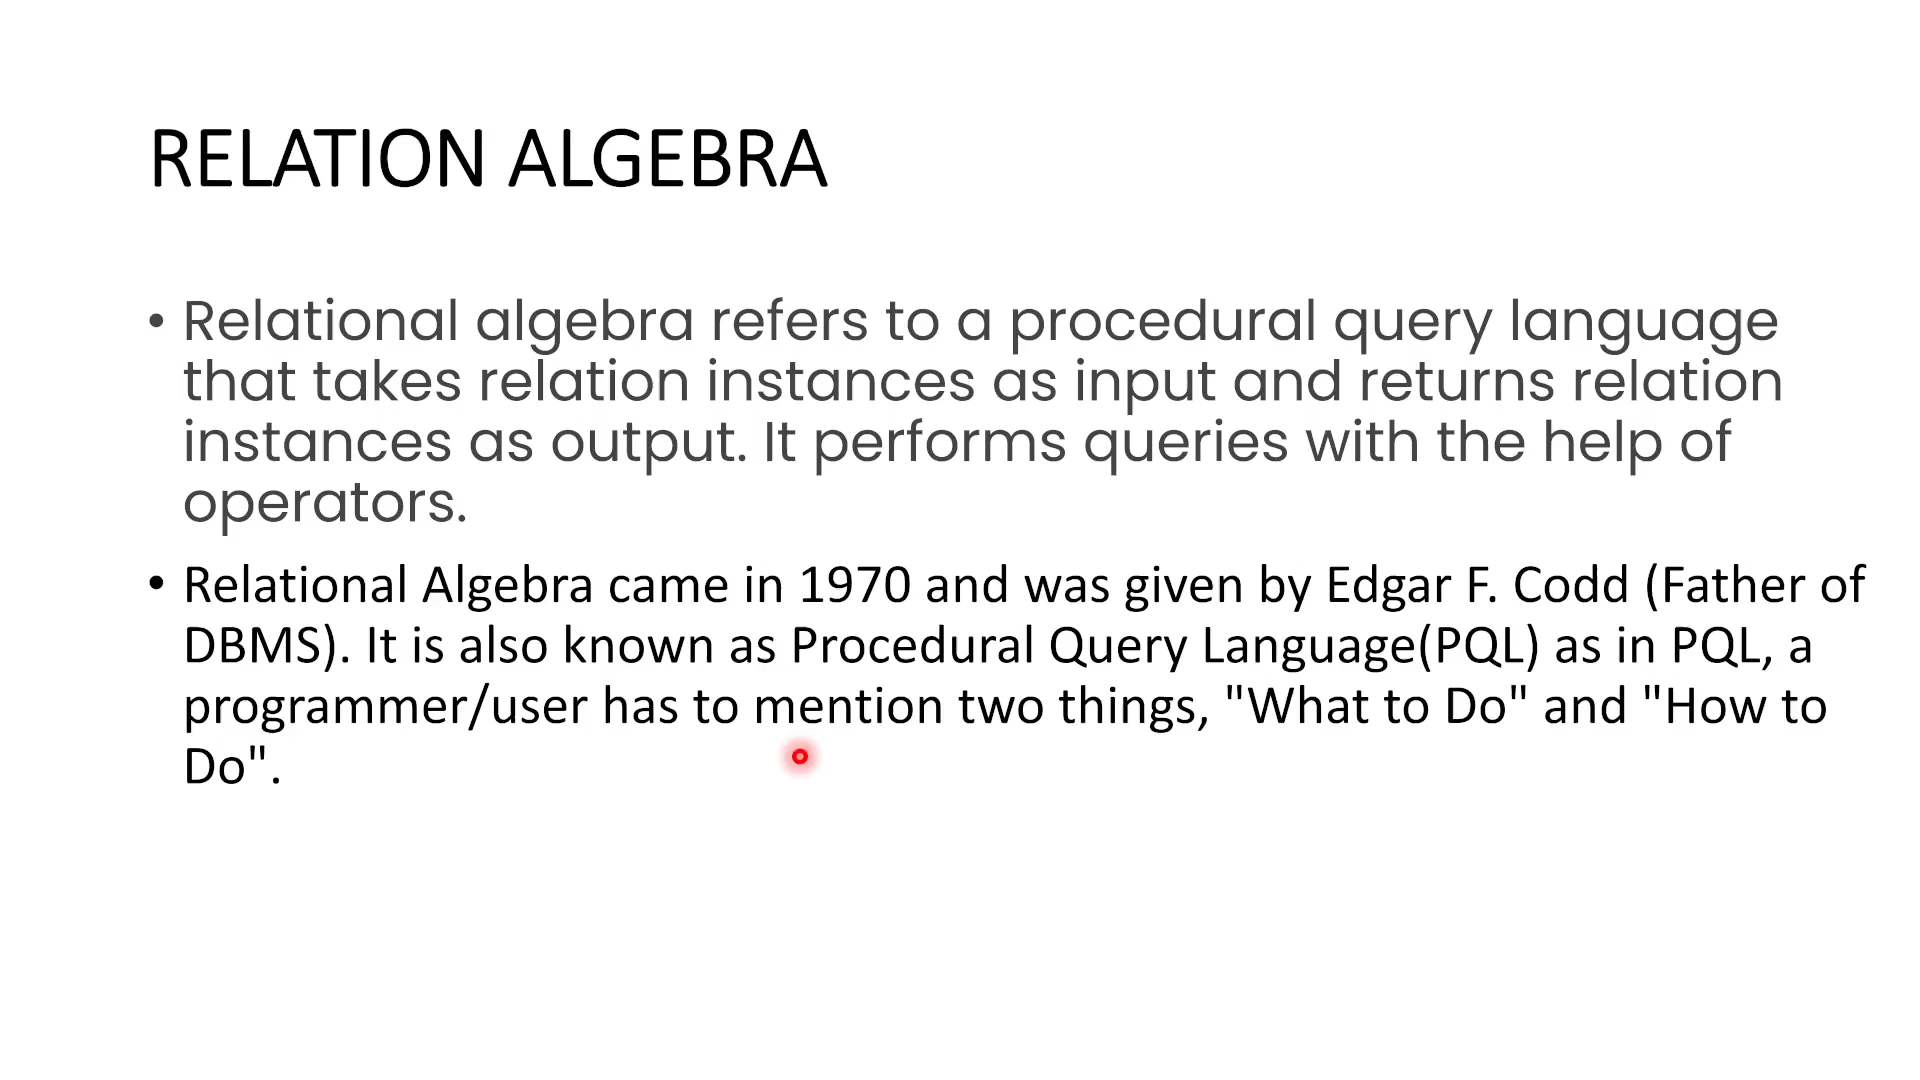 RELATION ALGEBRA
• Relational algebra refers to a procedural query language
that takes relation instances as input and returns relation
instances as output. It performs queries with the help of
operators.
• Relational Algebra came in 1970 and was given by Edgar F. Codd (Father of
DBMS). It is also known as Procedural Query Language(PQL) as in PQL, a
programmer/user has to mention two things, "What to Do" and "How to
Do".